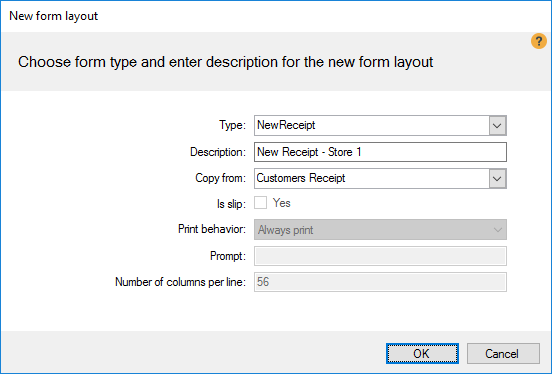 New form layout
?
Choose form type and enter description for the new form layout
Type: NewReceipt
Description: New Receipt - Store 1
Copy from: Customers Receipt
Is slip: Yes
Print behavior: Always print
Prompt:
Number of columns per line: 56
OK Cancel